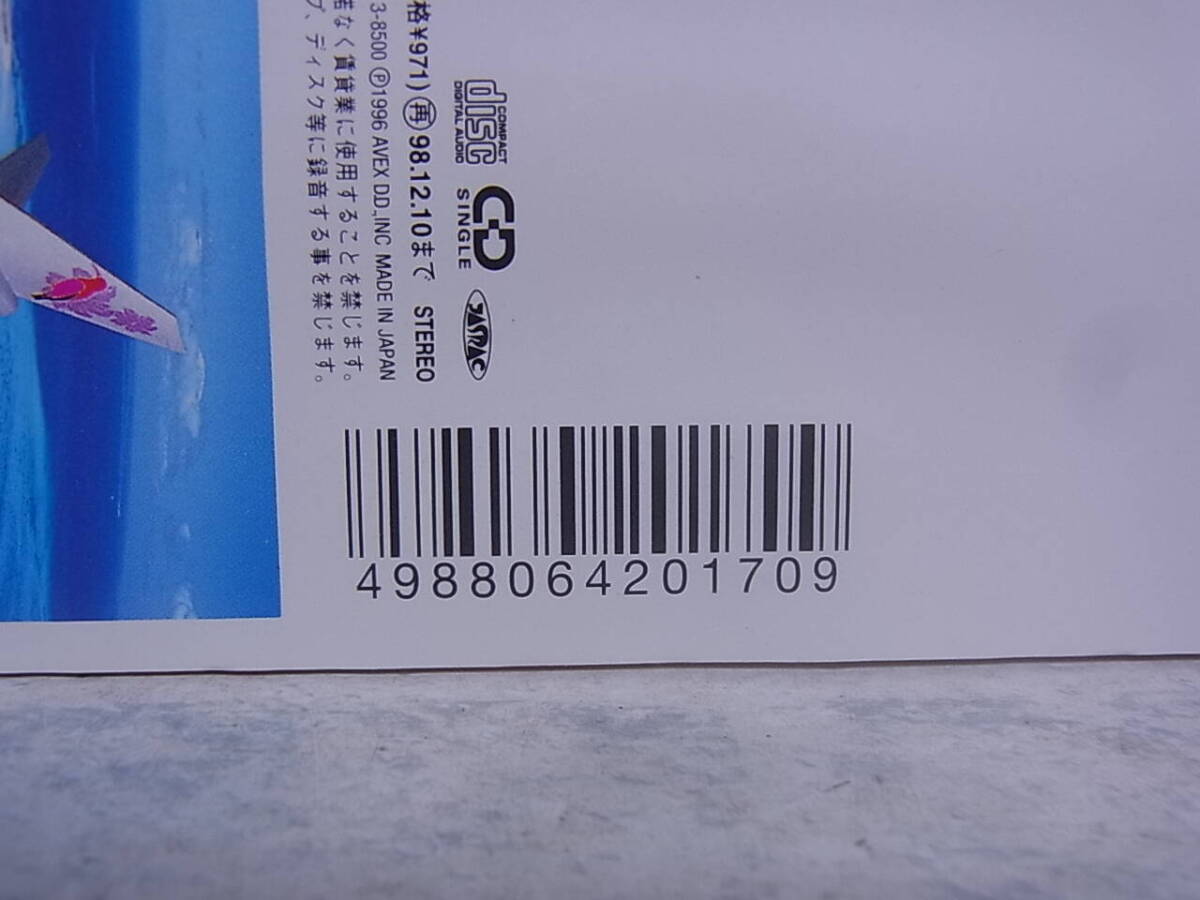 COMPACT
disc
DIGITAL AUDIO
CD
SINGLE
JASRAC
格¥971) 再 98.12.10まで STEREO
3-8500 Ⓟ1996 AVEX D.D.,INC MADE IN JAPAN
諾なく賃貸業に使用することを禁じます。
プ、ディスク等に録音する事を禁じます。
4988064201709